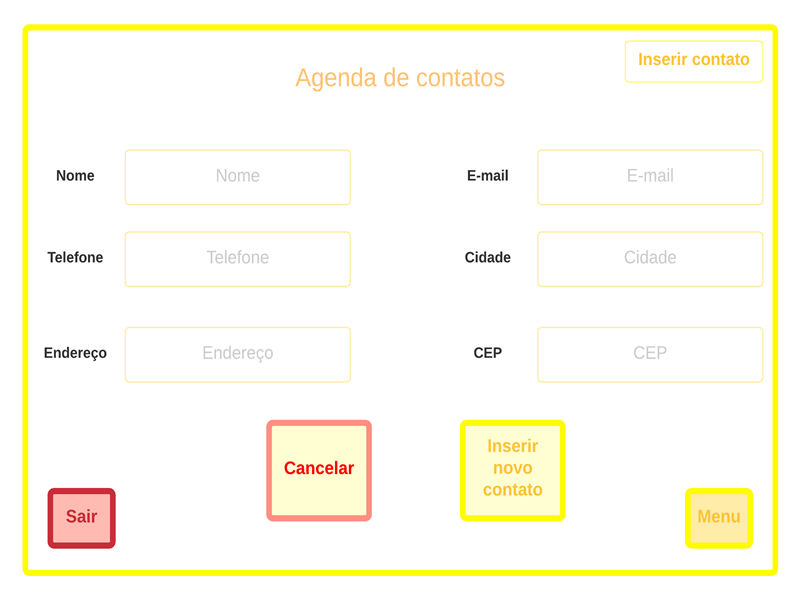 Inserir contato
Agenda de contatos
Nome
Nome
E-mail
E-mail
Telefone
Telefone
Cidade
Cidade
Endereço
Endereço
CEP
CEP
Cancelar
Inserir
novo
contato
Sair
Menu